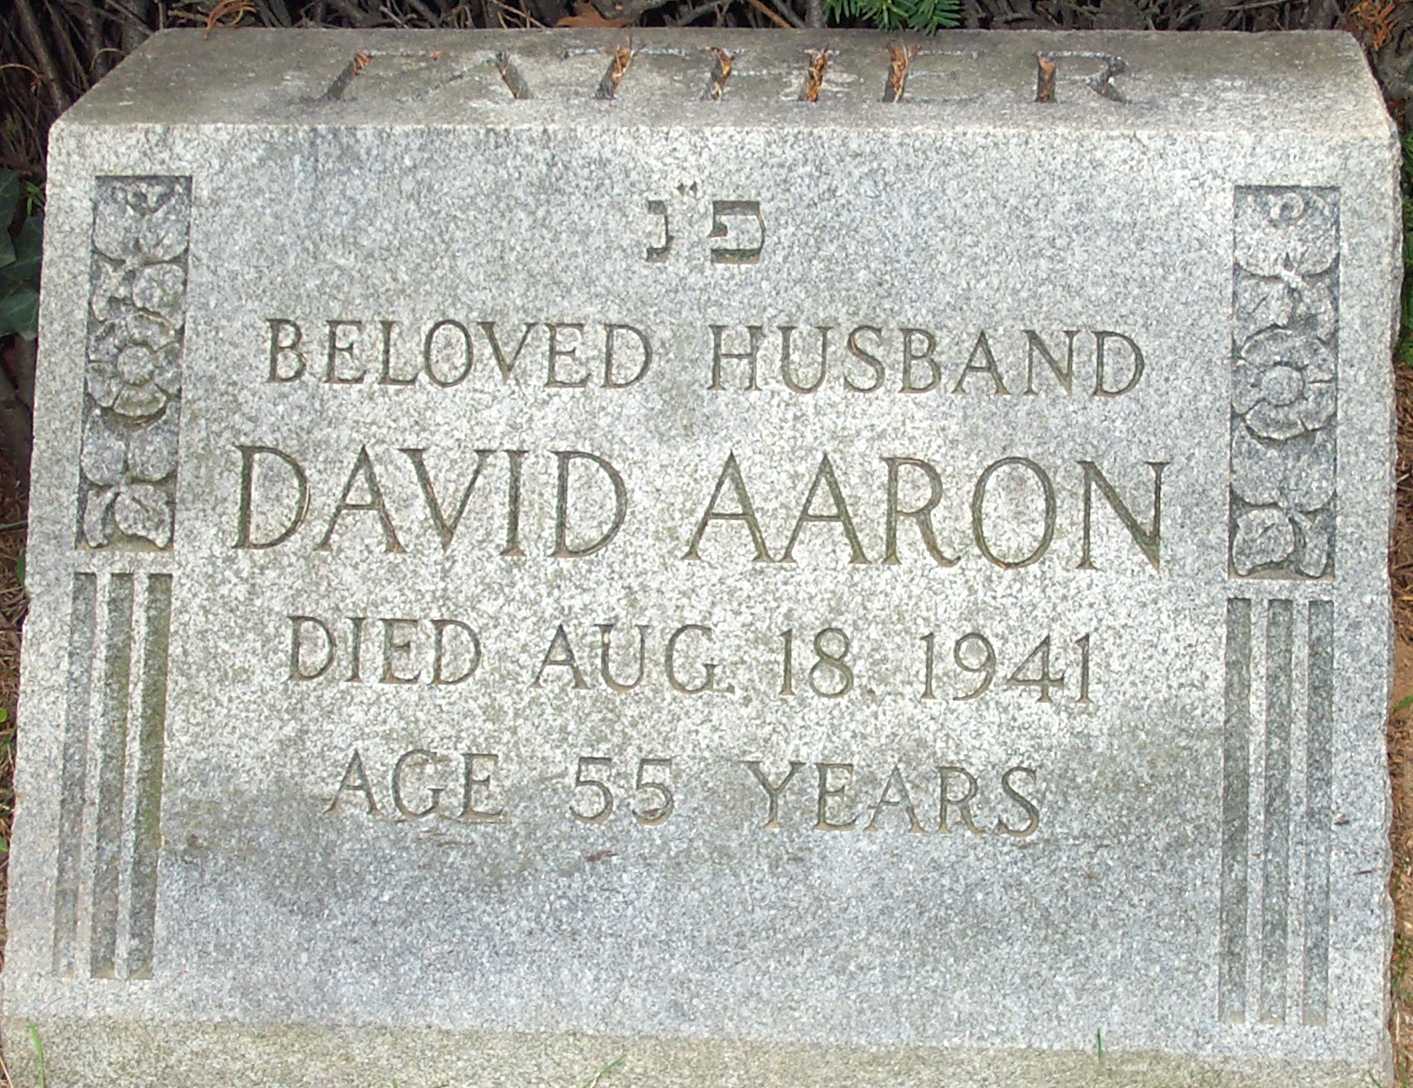 FATHER
פ״נ
BELOVED HUSBAND
DAVID AARON
DIED AUG. 18. 1941
AGE 55 YEARS